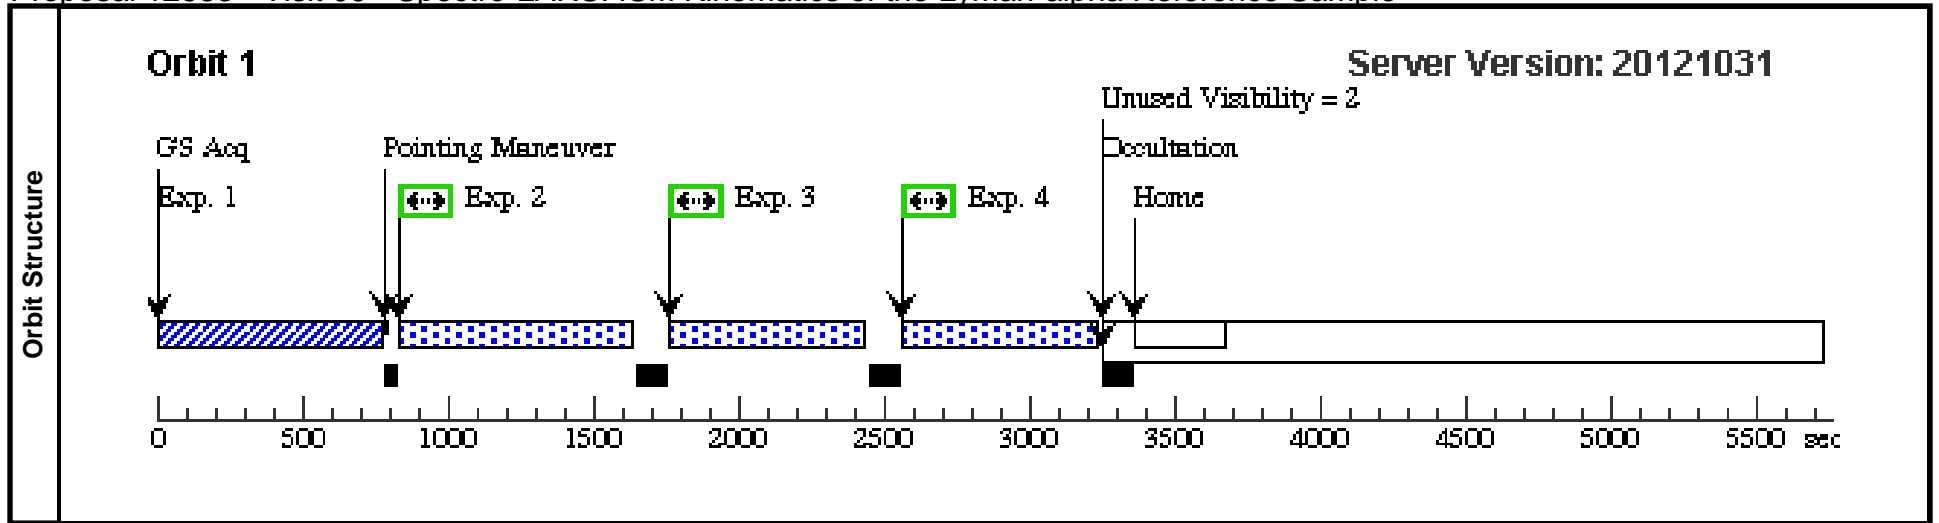 Orbit Structure
Orbit 1
Server Version: 20121031
Unused Visibility = 2
GS Acq
Pointing Maneuver
Occultation
Exp. 1
Exp. 2
Exp. 3
Exp. 4
Home
0 500 1000 1500 2000 2500 3000 3500 4000 4500 5000 5500 sec